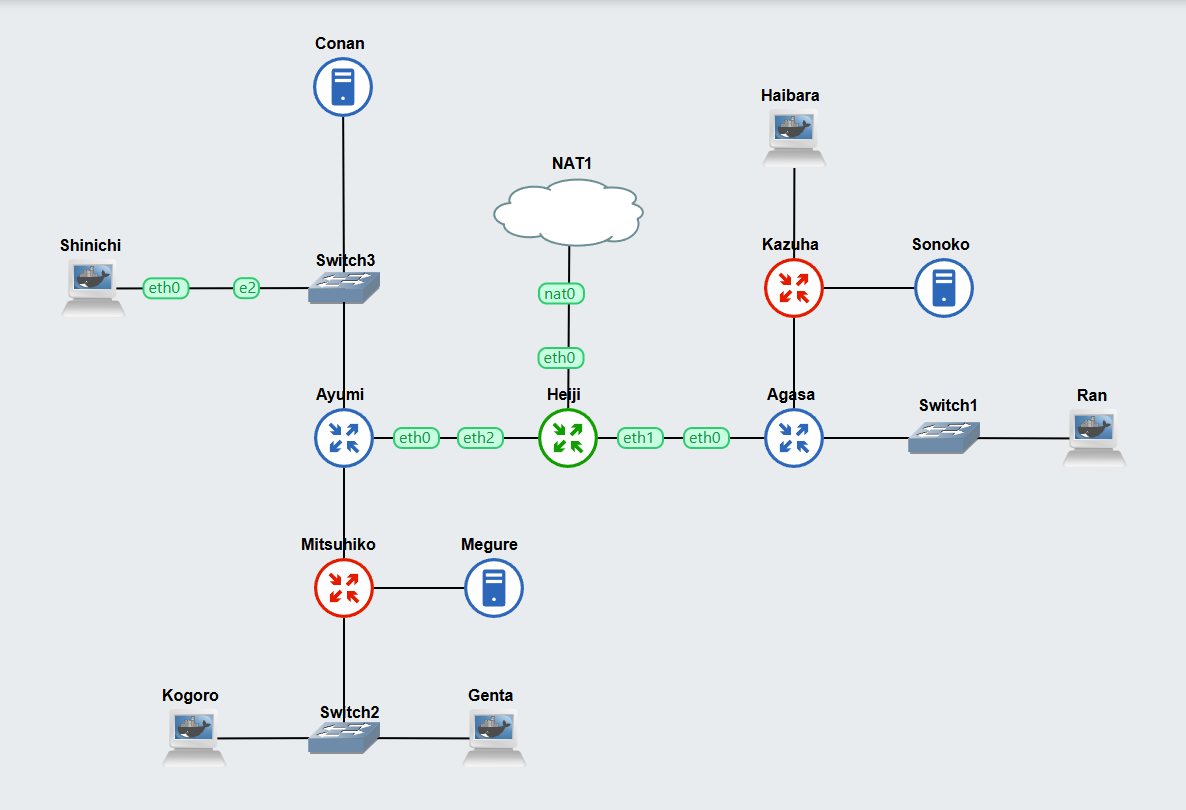 Conan
Haibara
NAT1
Shinichi
Switch3
Kazuha
Sonoko
eth0
e2
nat0
eth0
Ayumi
Heiji
Agasa
Switch1
Ran
eth0
eth2
eth1
eth0
Mitsuhiko
Megure
Kogoro
Switch2
Genta